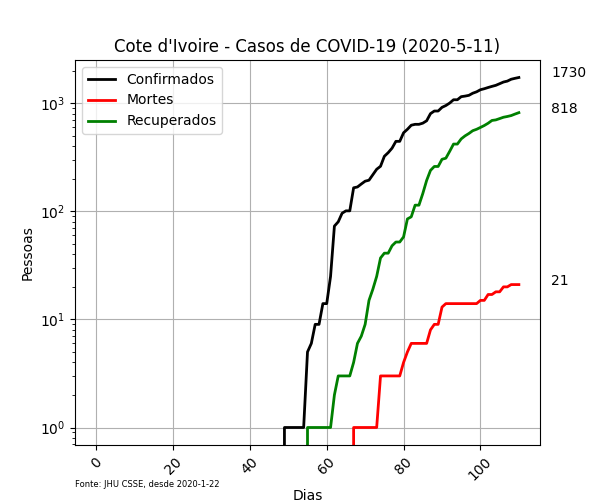 Cote d'Ivoire - Casos de COVID-19 (2020-5-11)
Confirmados
Mortes
Recuperados
1730
818
21
Pessoas
10³
10²
10¹
10⁰
0 20 40 60 80 100
Dias
Fonte: JHU CSSE, desde 2020-1-22